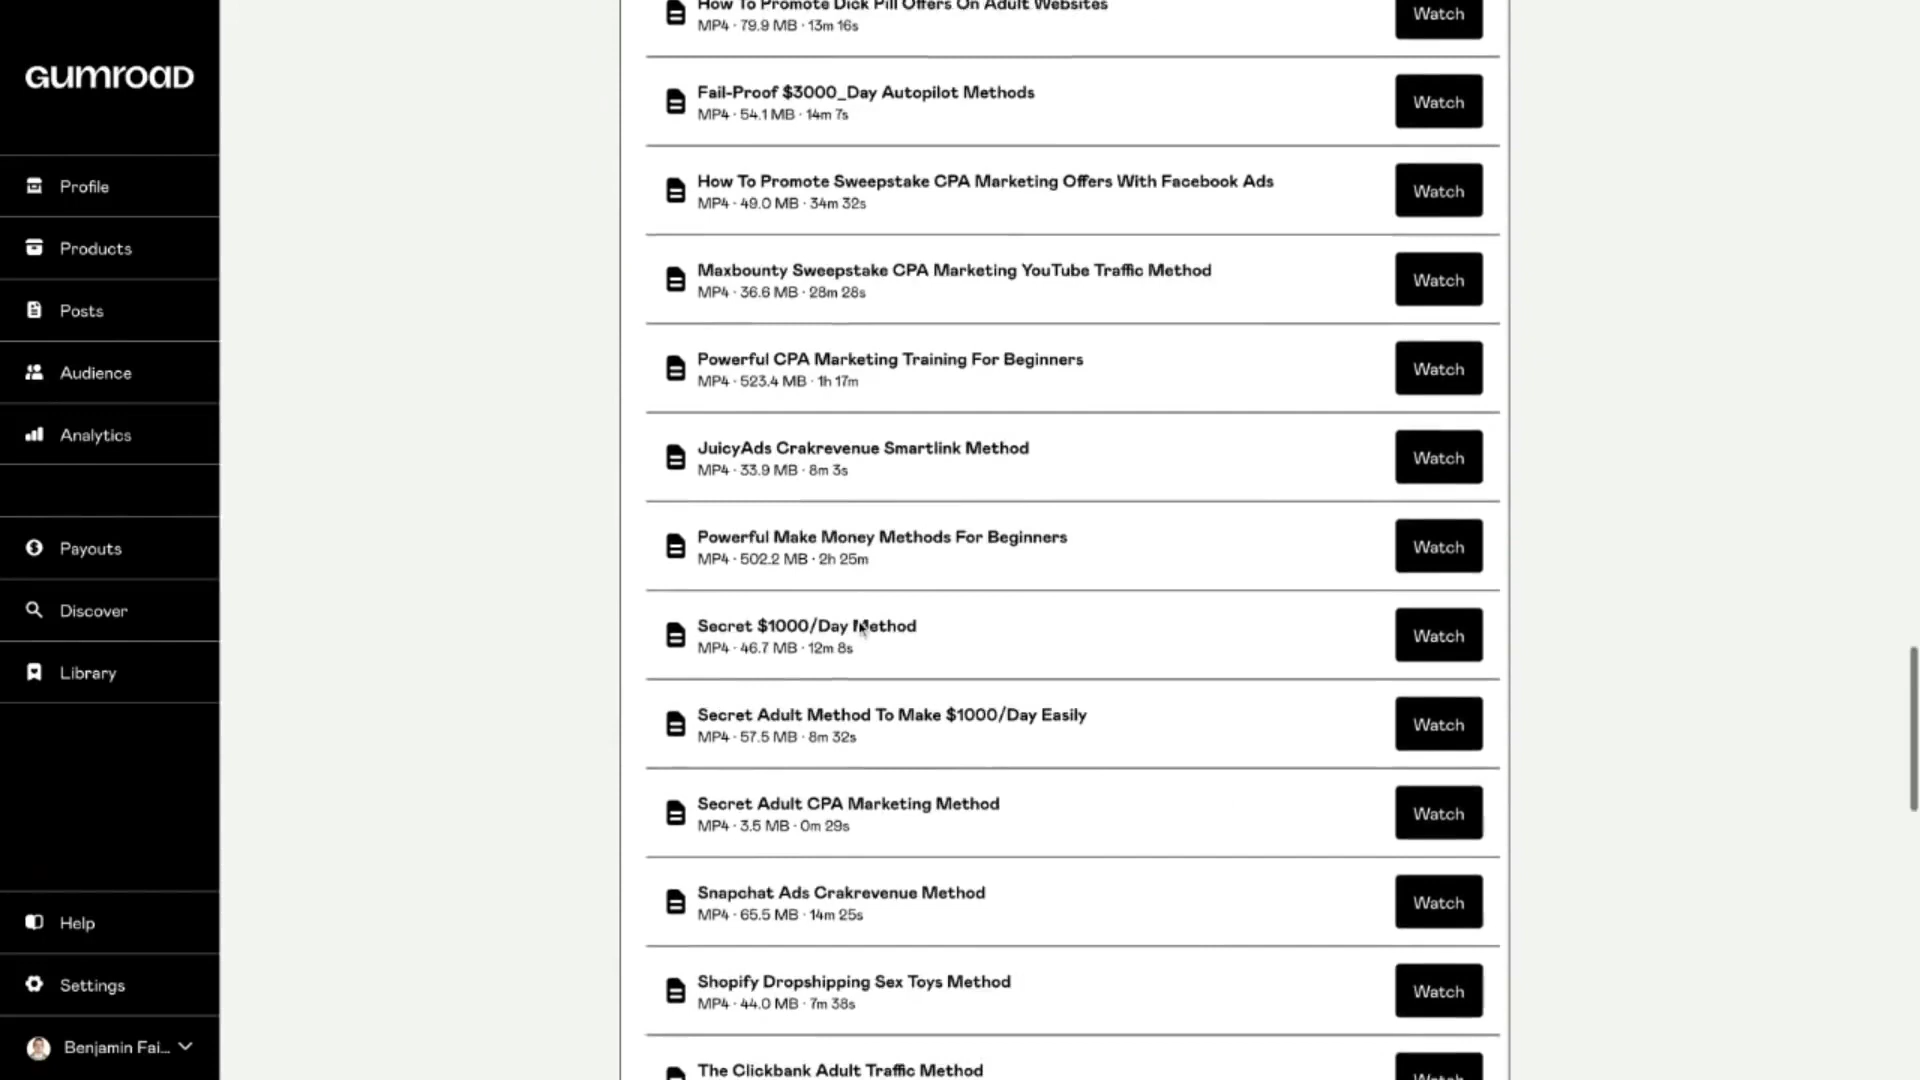 GUMROAD
Profile
Products
Posts
Audience
Analytics
Payouts
Discover
Library
Help
Settings
Benjamin Fai...
How To Promote Dick Pill Offers On Adult Websites
MP4 · 79.9 MB · 13m 16s
Watch
Fail-Proof $3000_Day Autopilot Methods
MP4 · 54.1 MB · 14m 7s
Watch
How To Promote Sweepstake CPA Marketing Offers With Facebook Ads
MP4 · 49.0 MB · 34m 32s
Watch
Maxbounty Sweepstake CPA Marketing YouTube Traffic Method
MP4 · 36.6 MB · 28m 28s
Watch
Powerful CPA Marketing Training For Beginners
MP4 · 523.4 MB · 1h 17m
Watch
JuicyAds Crakrevenue Smartlink Method
MP4 · 33.9 MB · 8m 3s
Watch
Powerful Make Money Methods For Beginners
MP4 · 502.2 MB · 2h 25m
Watch
Secret $1000/Day Method
MP4 · 46.7 MB · 12m 8s
Watch
Secret Adult Method To Make $1000/Day Easily
MP4 · 57.5 MB · 8m 32s
Watch
Secret Adult CPA Marketing Method
MP4 · 3.5 MB · 0m 29s
Watch
Snapchat Ads Crakrevenue Method
MP4 · 65.5 MB · 14m 25s
Watch
Shopify Dropshipping Sex Toys Method
MP4 · 44.0 MB · 7m 38s
Watch
The Clickbank Adult Traffic Method
Watch